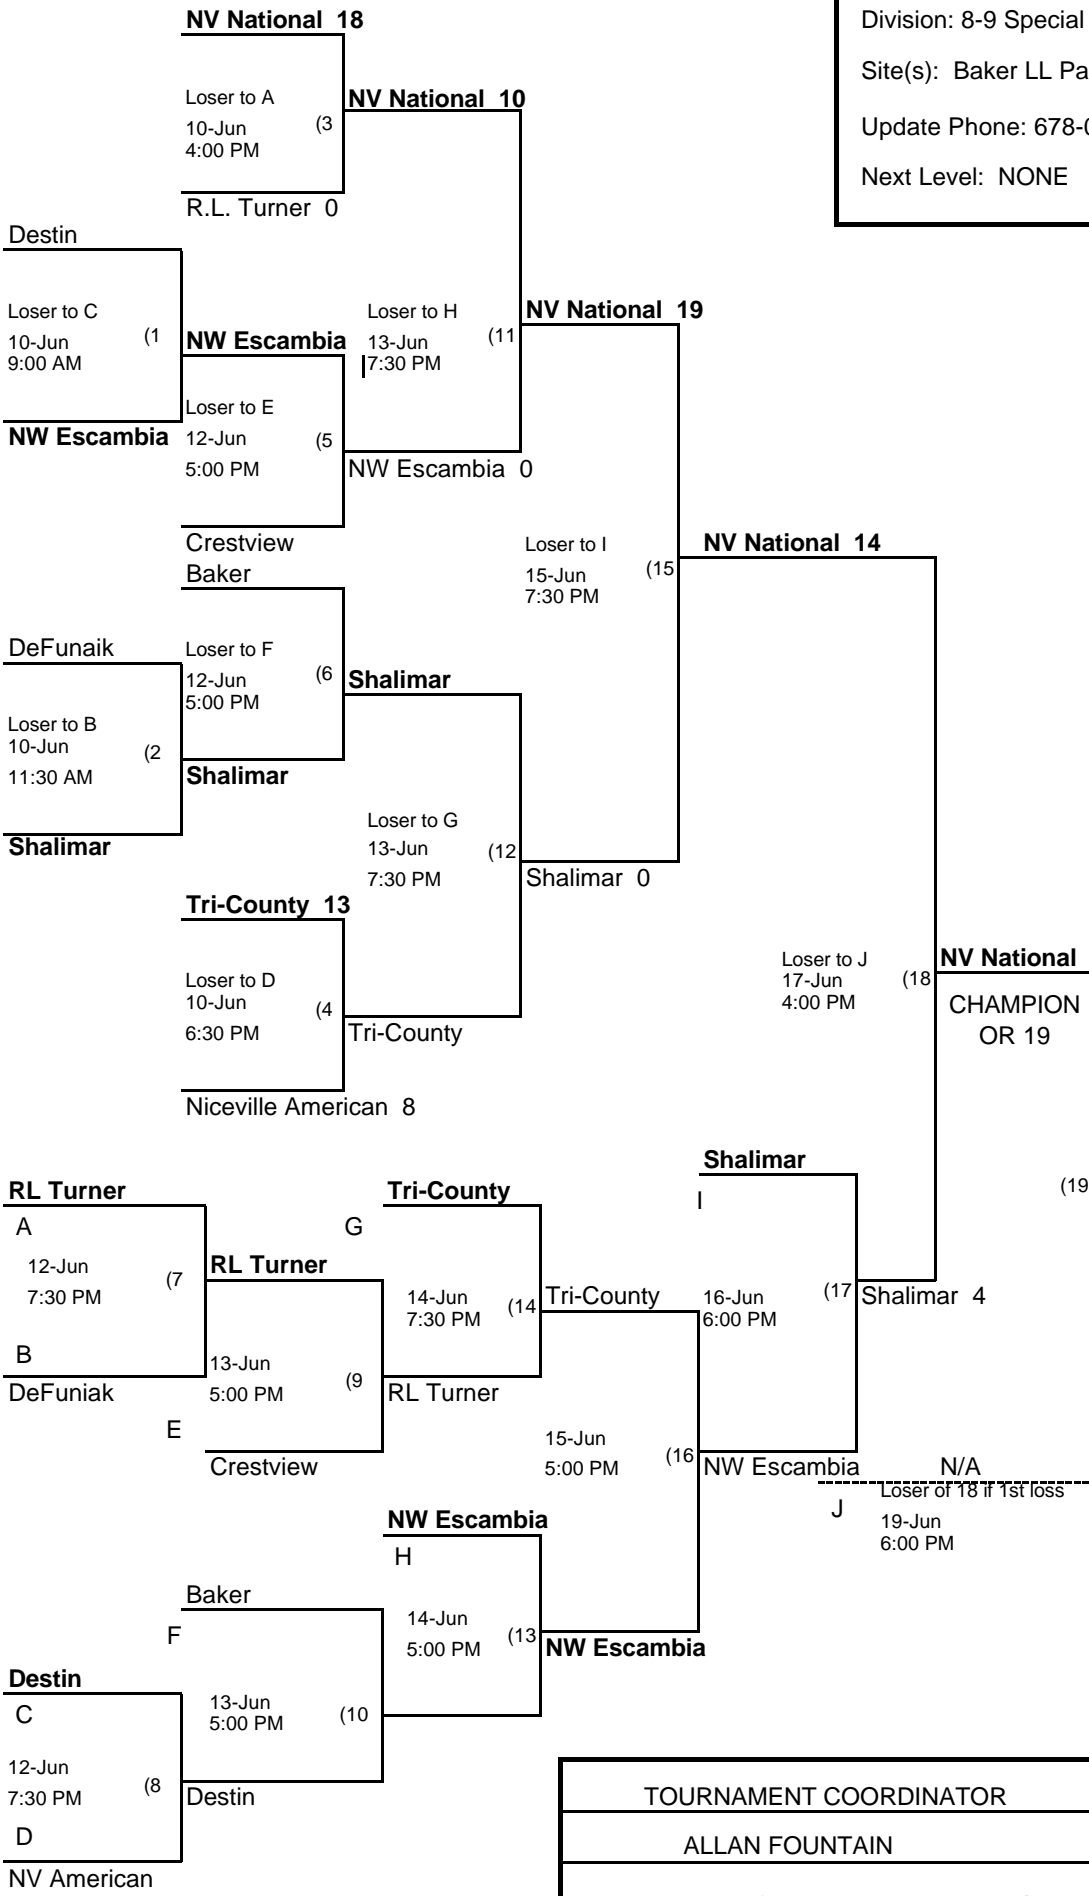 NV National 18
Division: 8-9 Special
Site(s): Baker LL Pa
Loser to A
NV National 10
10-Jun
(3
4:00 PM
Update Phone: 678-0
Next Level: NONE
R.L. Turner 0
Destin
Loser to C
10-Jun
(1
9:00 AM
NW Escambia
Loser to H
13-Jun
(11
7:30 PM
NV National 19
Loser to E
NW Escambia
12-Jun
(5
5:00 PM
NW Escambia 0
Crestview
Baker
Loser to I
15-Jun
(15
7:30 PM
NV National 14
DeFunaik
Loser to F
12-Jun
(6
5:00 PM
Shalimar
Loser to B
10-Jun
(2
11:30 AM
Shalimar
Shalimar
Loser to G
13-Jun
(12
7:30 PM
Shalimar 0
Tri-County 13
Loser to D
10-Jun
(4
6:30 PM
Tri-County
Niceville American 8
Loser to J
17-Jun
(18
4:00 PM
NV National
CHAMPION
OR 19
Shalimar
I
(19
RL Turner
A
12-Jun
(7
7:30 PM
B
DeFuniak
RL Turner
Tri-County
G
14-Jun
(14
7:30 PM
Tri-County
16-Jun
(17
6:00 PM
Shalimar 4
13-Jun
(9
5:00 PM
RL Turner
E
Crestview
15-Jun
(16
5:00 PM
NW Escambia
N/A
J
Loser of 18 if 1st loss
19-Jun
6:00 PM
NW Escambia
H
Baker
F
14-Jun
(13
5:00 PM
NW Escambia
Destin
C
13-Jun
(10
5:00 PM
12-Jun
(8
7:30 PM
Destin
D
NV American
TOURNAMENT COORDINATOR
ALLAN FOUNTAIN